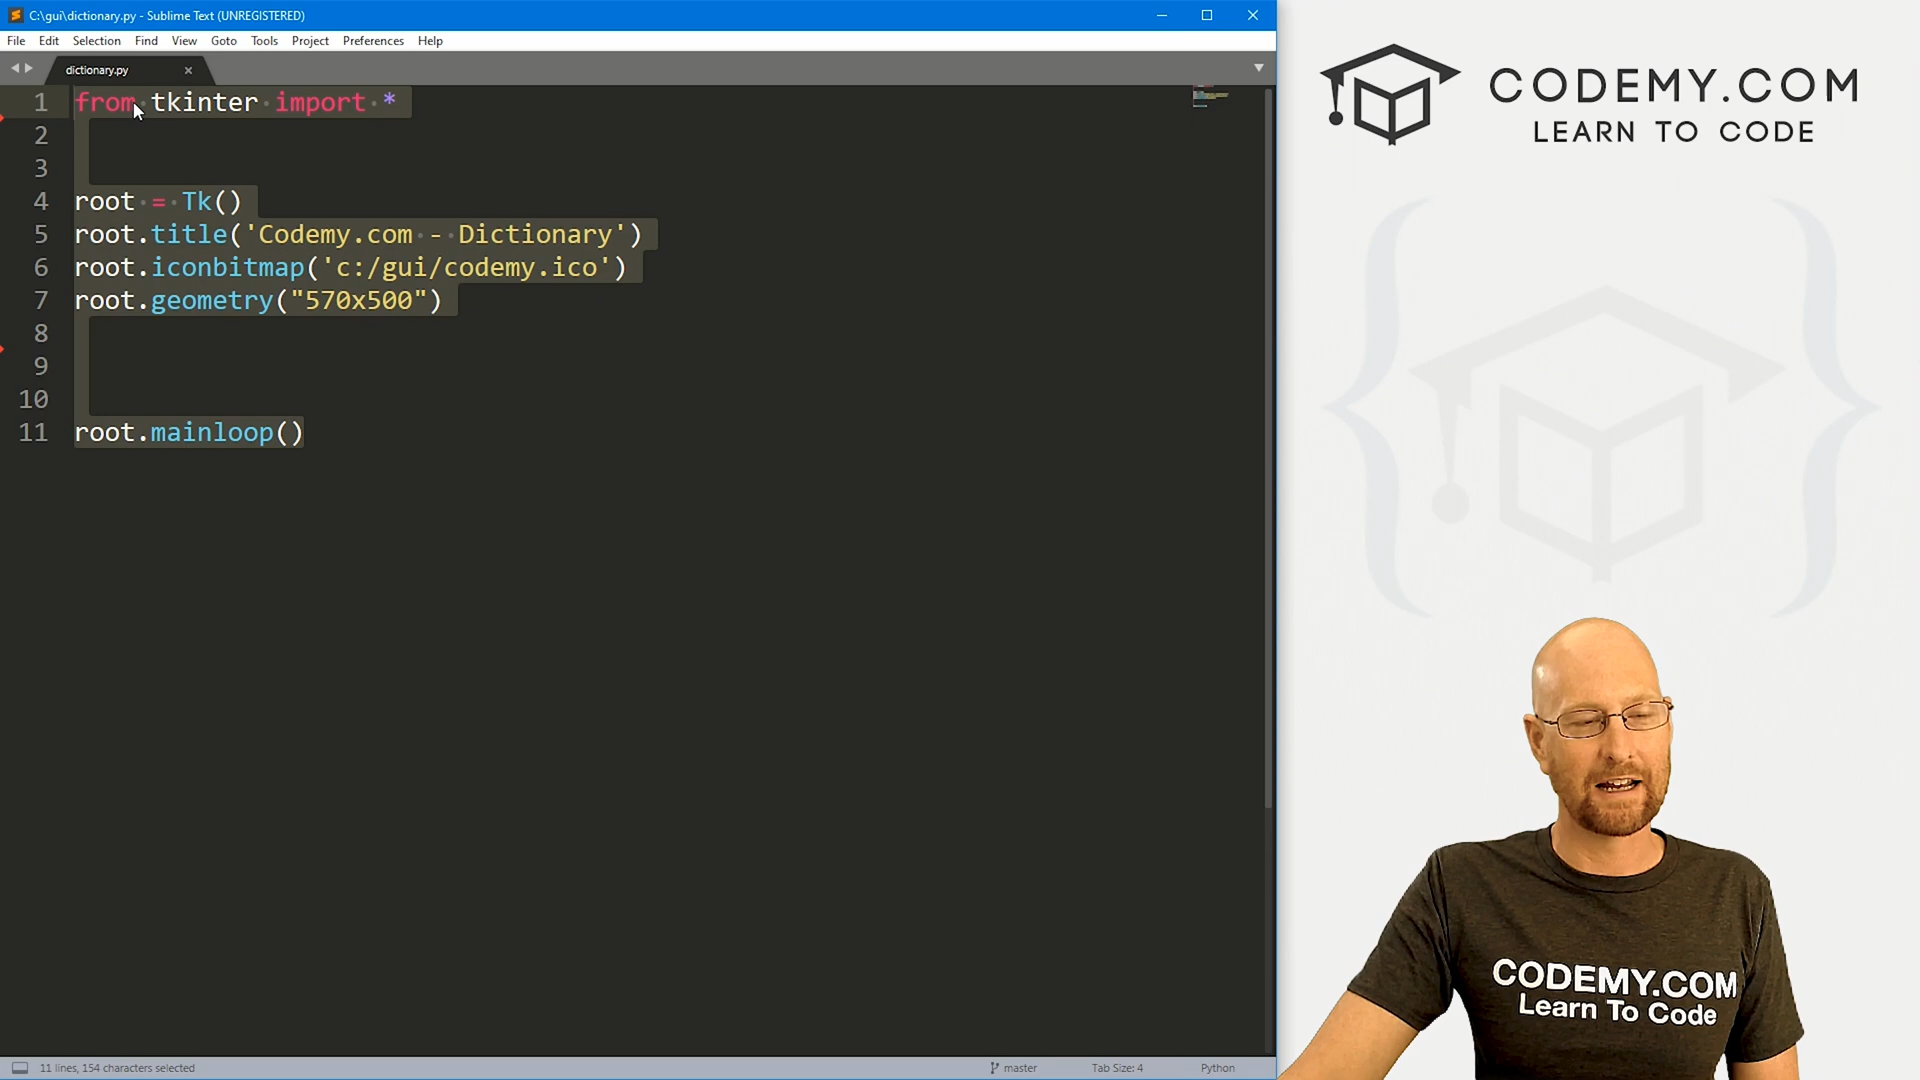 C:\gui\dictionary.py - Sublime Text (UNREGISTERED)
File Edit Selection Find View Goto Tools Project Preferences Help
dictionary.py
1 from tkinter import *
2
3
4 root = Tk()
5 root.title('Codemy.com - Dictionary')
6 root.iconbitmap('c:/gui/codemy.ico')
7 root.geometry("570x500")
8
9
10
11 root.mainloop()
11 lines, 154 characters selected
master
Tab Size: 4
Python
CODEMY.COM
LEARN TO CODE
CODEMY.COM
Learn To Code